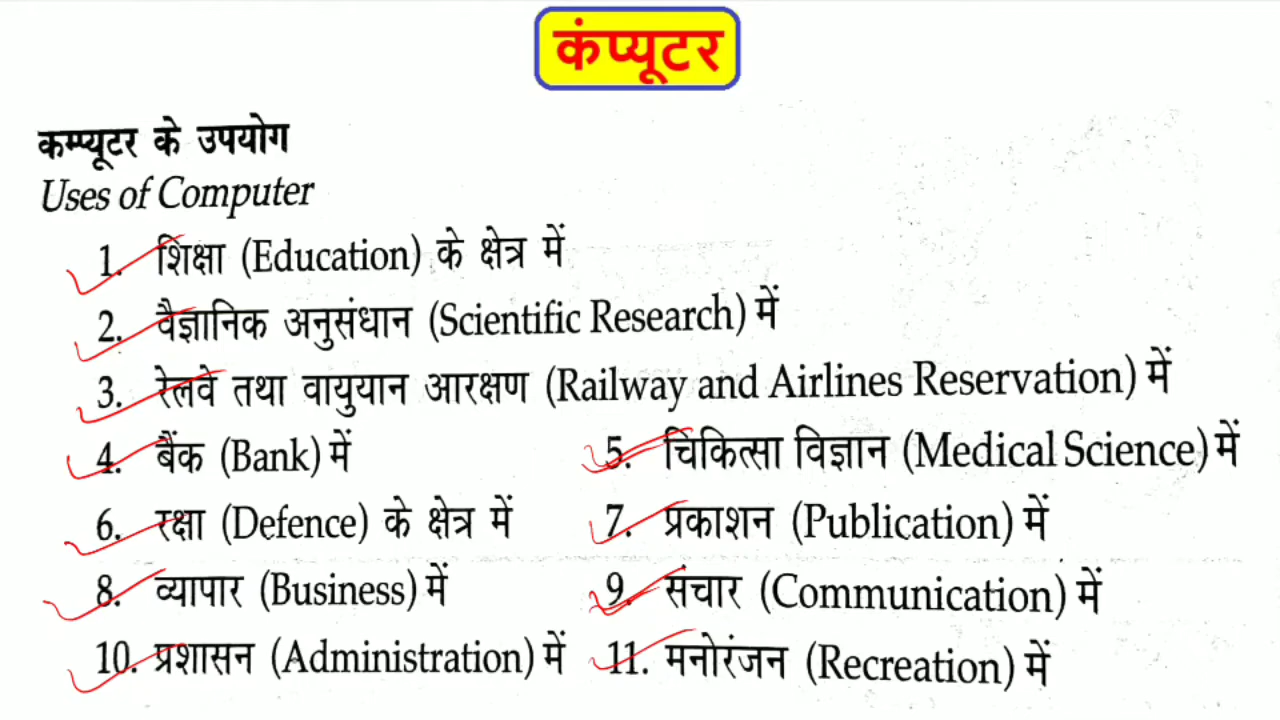 कंप्यूटर
कम्प्यूटर के उपयोग
Uses of Computer
1. शिक्षा (Education) के क्षेत्र में
2. वैज्ञानिक अनुसंधान (Scientific Research) में
3. रेलवे तथा वायुयान आरक्षण (Railway and Airlines Reservation) में
4. बैंक (Bank) में 5. चिकित्सा विज्ञान (Medical Science) में
6. रक्षा (Defence) के क्षेत्र में 7. प्रकाशन (Publication) में
8. व्यापार (Business) में 9. संचार (Communication) में
10. प्रशासन (Administration) में 11. मनोरंजन (Recreation) में